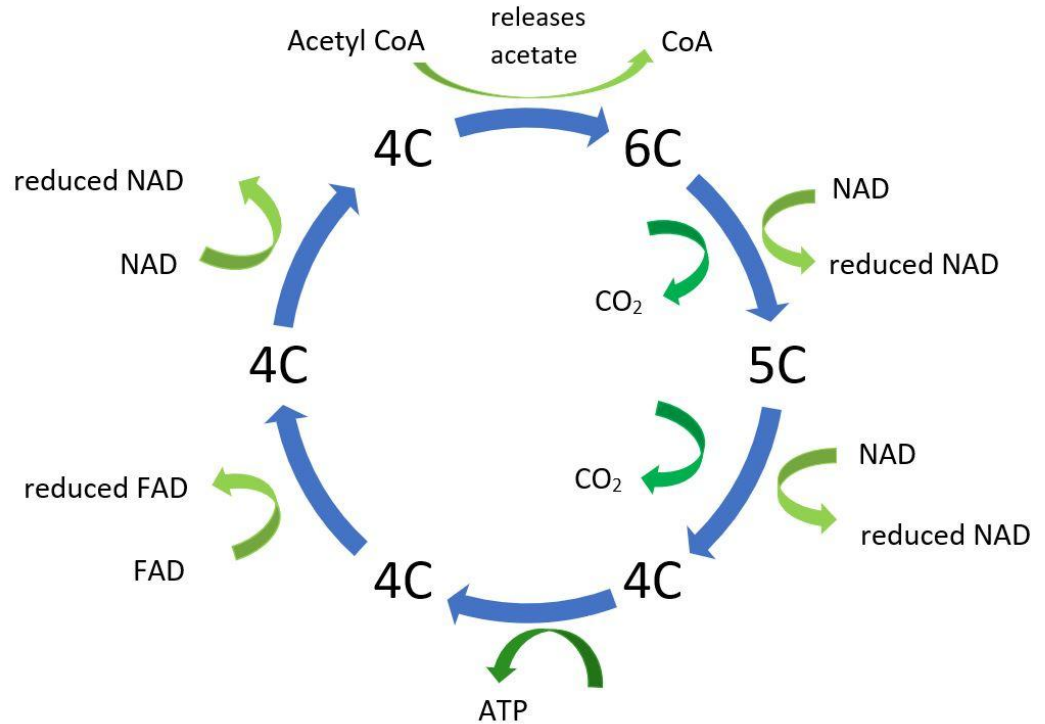 releases
acetate
Acetyl CoA
CoA
4C
6C
reduced NAD
NAD
NAD
reduced NAD
CO₂
4C
5C
CO₂
NAD
reduced NAD
reduced FAD
FAD
4C
4C
ATP